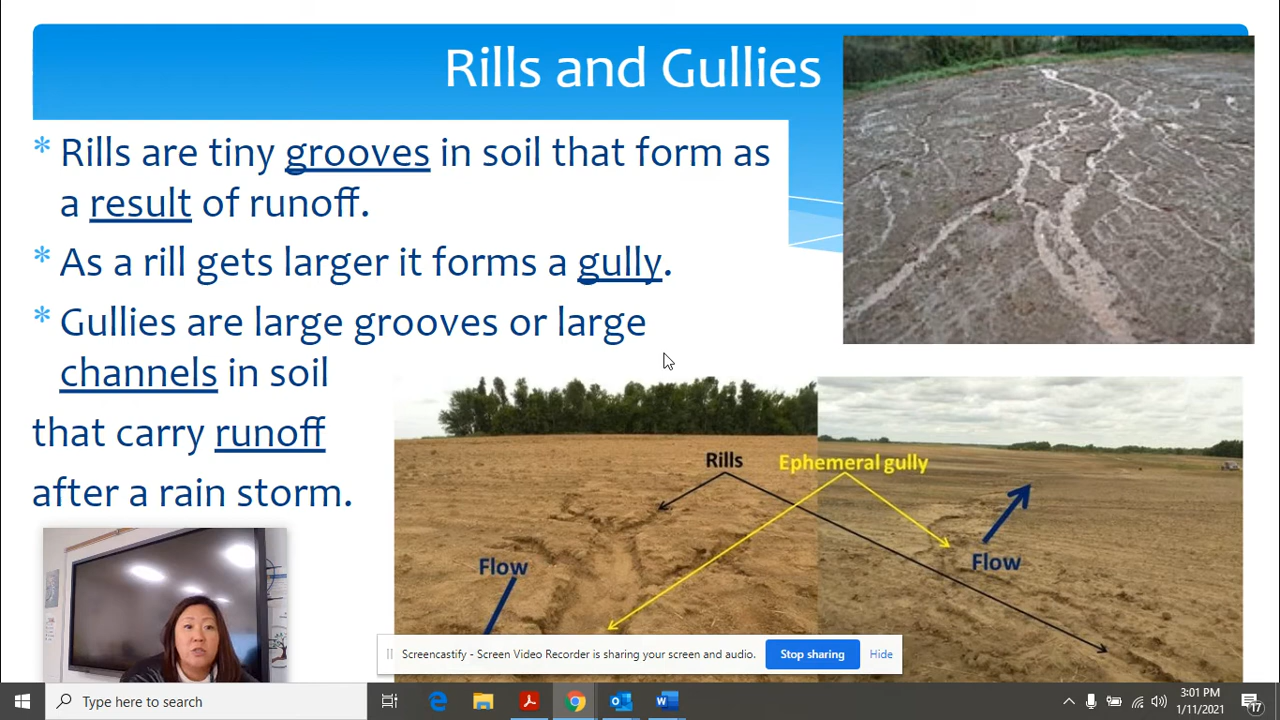 Rills and Gullies
* Rills are tiny grooves in soil that form as
a result of runoff.
* As a rill gets larger it forms a gully.
* Gullies are large grooves or large
channels in soil
that carry runoff
after a rain storm.
Rills
Ephemeral gully
Flow
Flow
Screencastify - Screen Video Recorder is sharing your screen and audio.
Stop sharing
Hide
Type here to search
3:01 PM
1/11/2021
17